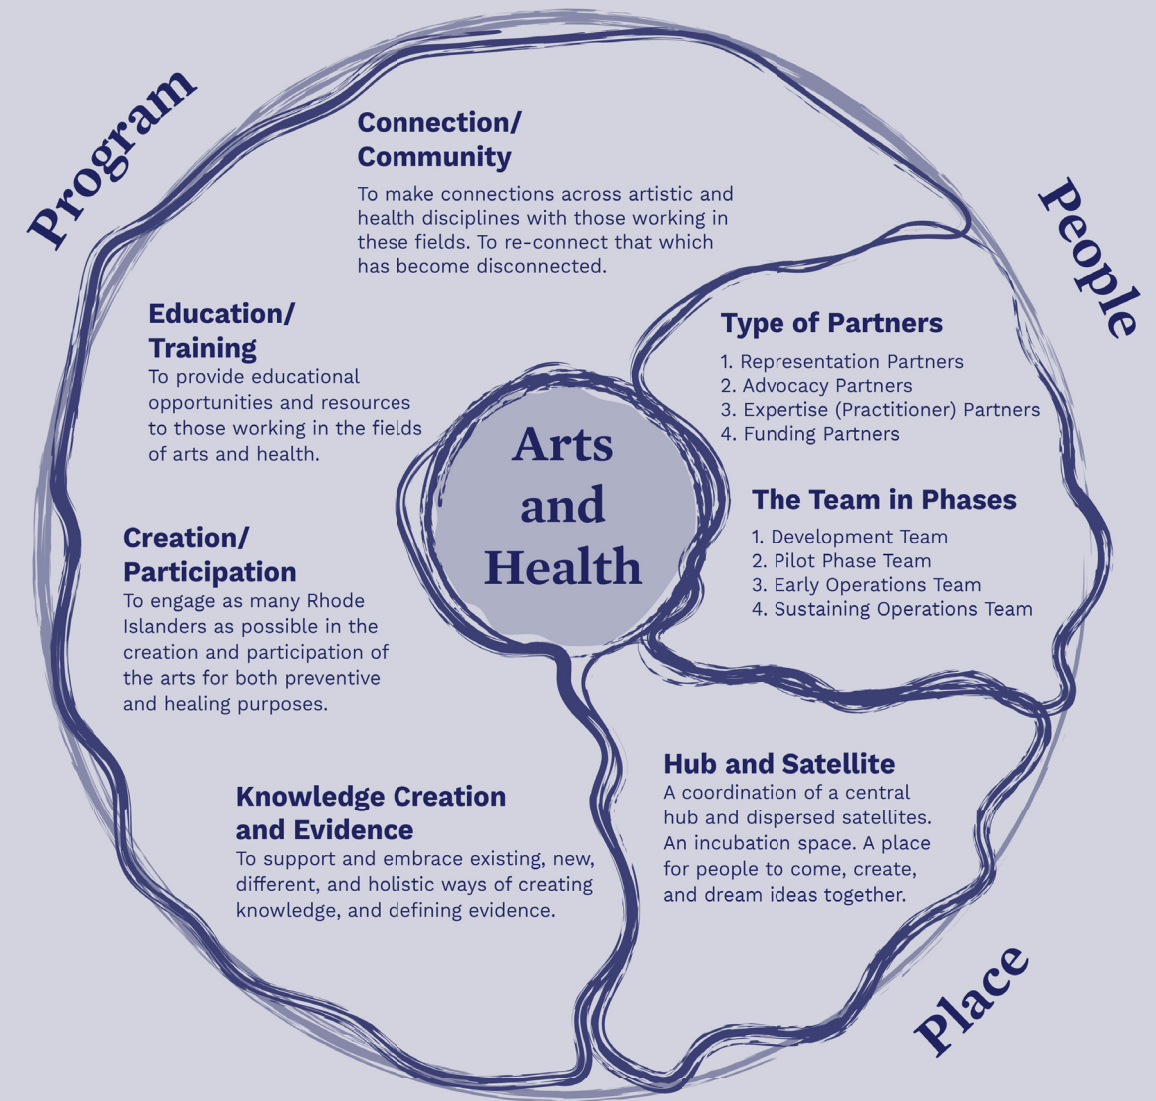 Program
Connection/
Community
To make connections across artistic and
health disciplines with those working in
these fields. To re-connect that which
has become disconnected.
Education/
Training
To provide educational
opportunities and resources
to those working in the fields
of arts and health.
Creation/
Participation
To engage as many Rhode
Islanders as possible in the
creation and participation of
the arts for both preventive
and healing purposes.
Knowledge Creation
and Evidence
To support and embrace existing, new,
different, and holistic ways of creating
knowledge, and defining evidence.
Arts
and
Health
People
Type of Partners
1. Representation Partners
2. Advocacy Partners
3. Expertise (Practitioner) Partners
4. Funding Partners
The Team in Phases
1. Development Team
2. Pilot Phase Team
3. Early Operations Team
4. Sustaining Operations Team
Place
Hub and Satellite
A coordination of a central
hub and dispersed satellites.
An incubation space. A place
for people to come, create,
and dream ideas together.